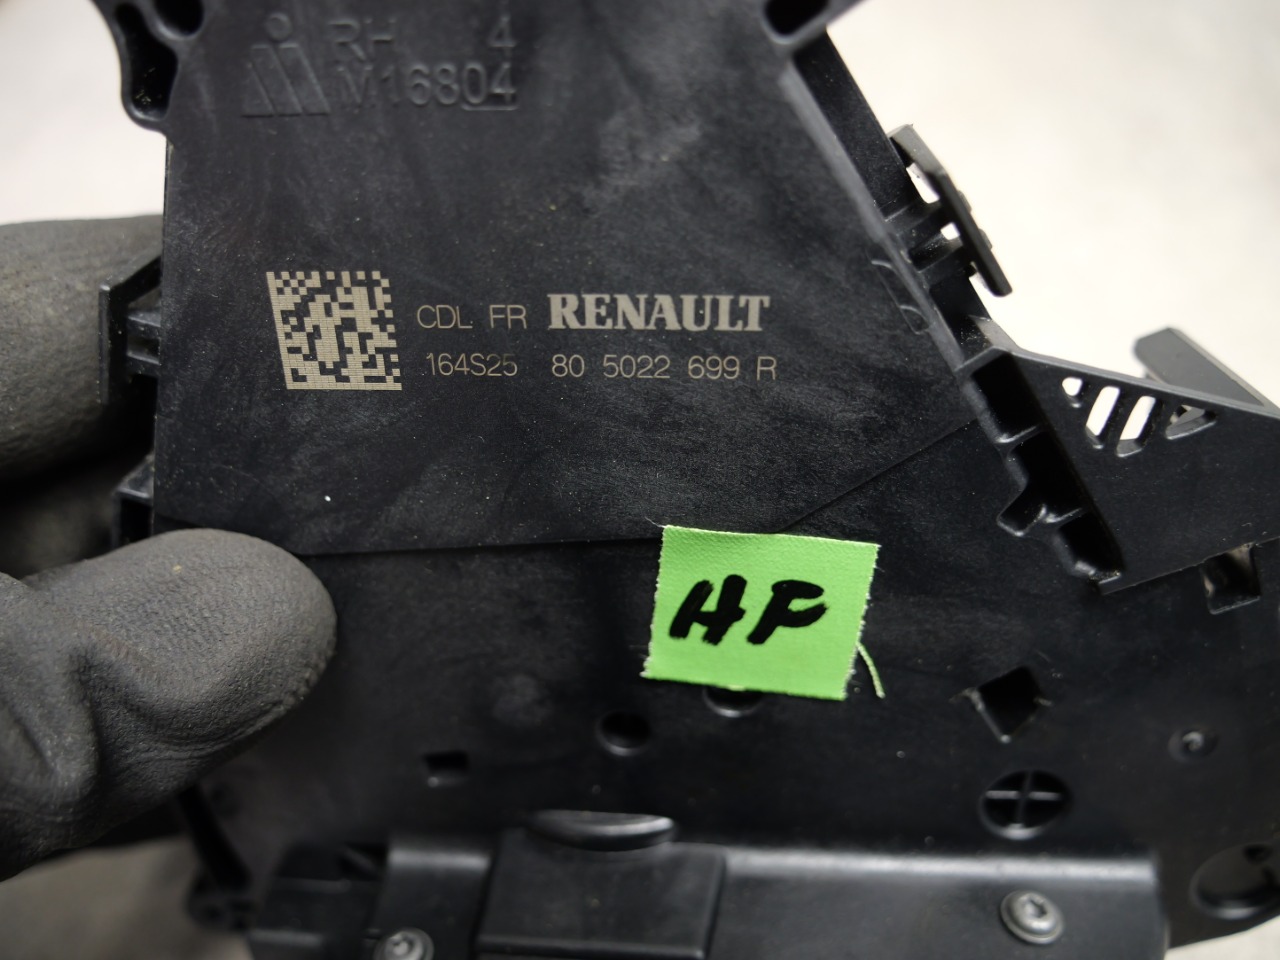 RH 4
M16804
CDL FR RENAULT
164S25 80 5022 699 R
HF